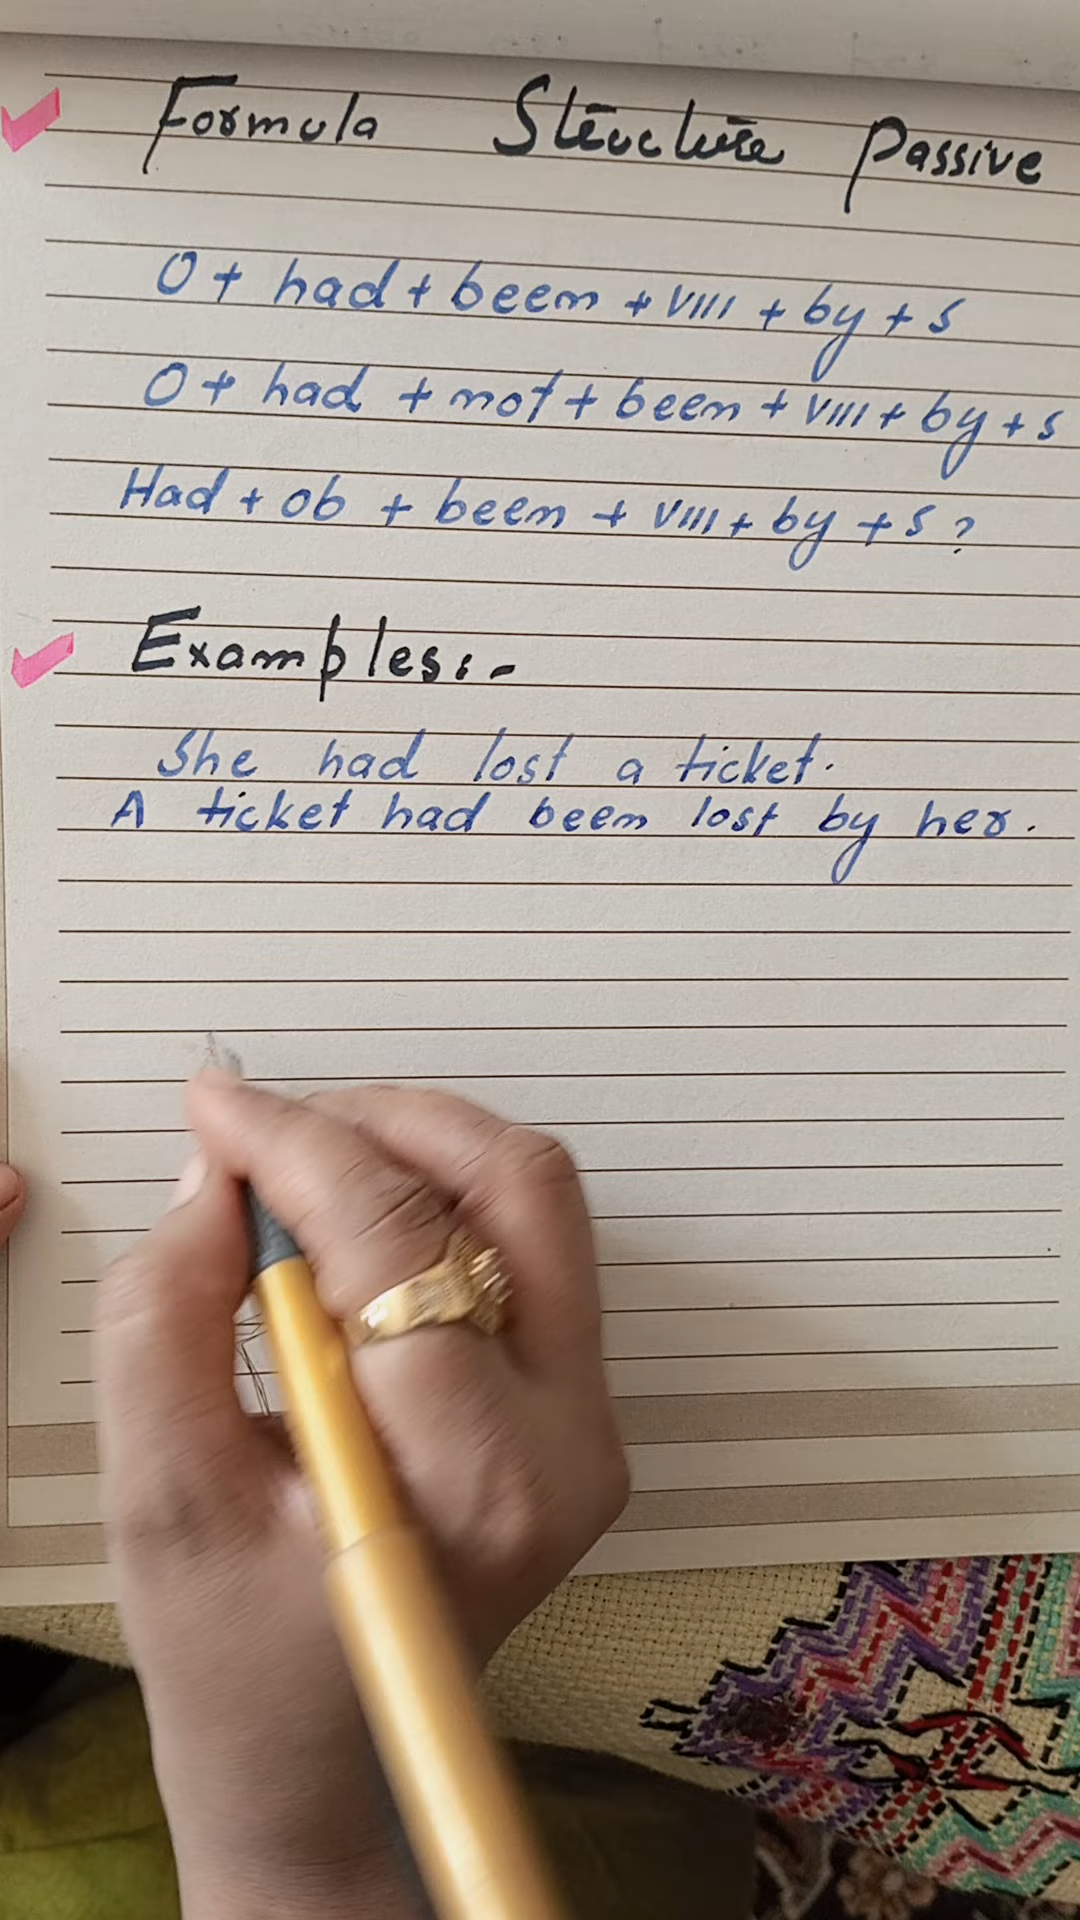 Formula Structure Passive
O + had + been + VIII + by + S
O + had + not + been + VIII + by + S
Had + ob + been + VIII + by + S ?
Examples:-
She had lost a ticket.
A ticket had been lost by her.